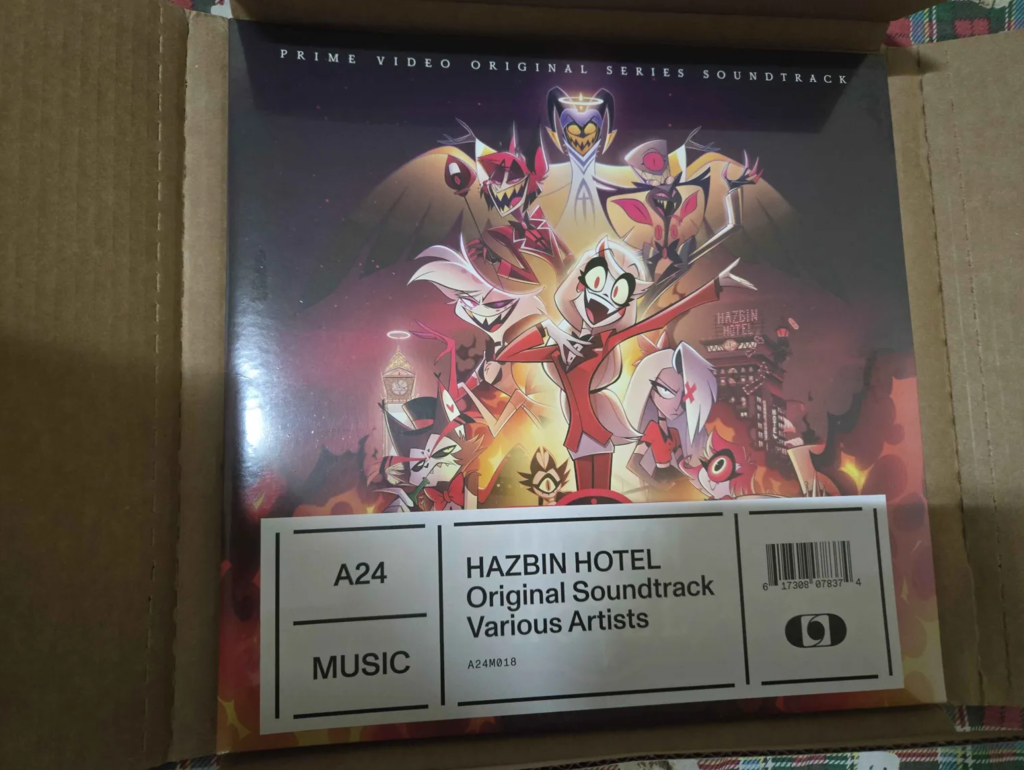 PRIME VIDEO ORIGINAL SERIES SOUNDTRACK
HAZBIN
HOTEL
A24
MUSIC
HAZBIN HOTEL
Original Soundtrack
Various Artists
A24M018
6 17308 07837 4